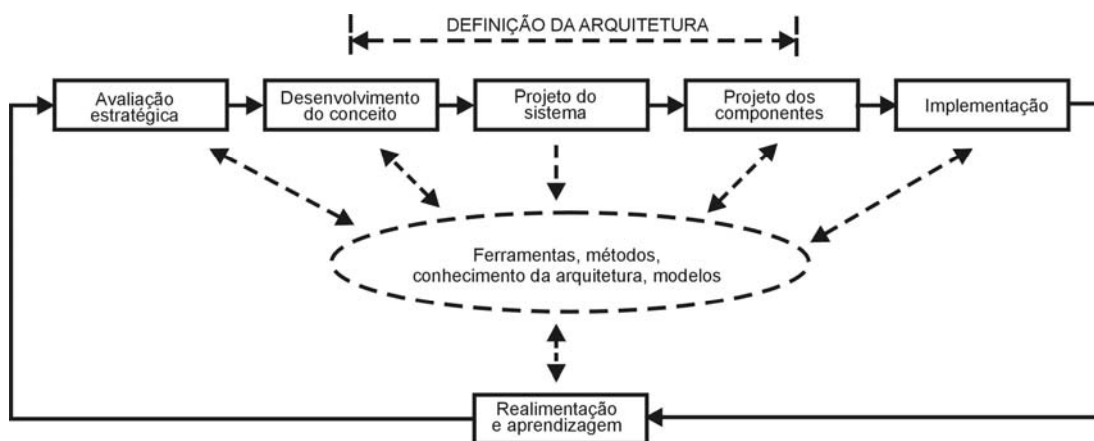 DEFINIÇÃO DA ARQUITETURA
Avaliação
estratégica
Desenvolvimento
do conceito
Projeto do
sistema
Projeto dos
componentes
Implementação
Ferramentas, métodos,
conhecimento da arquitetura, modelos
Realimentação
e aprendizagem